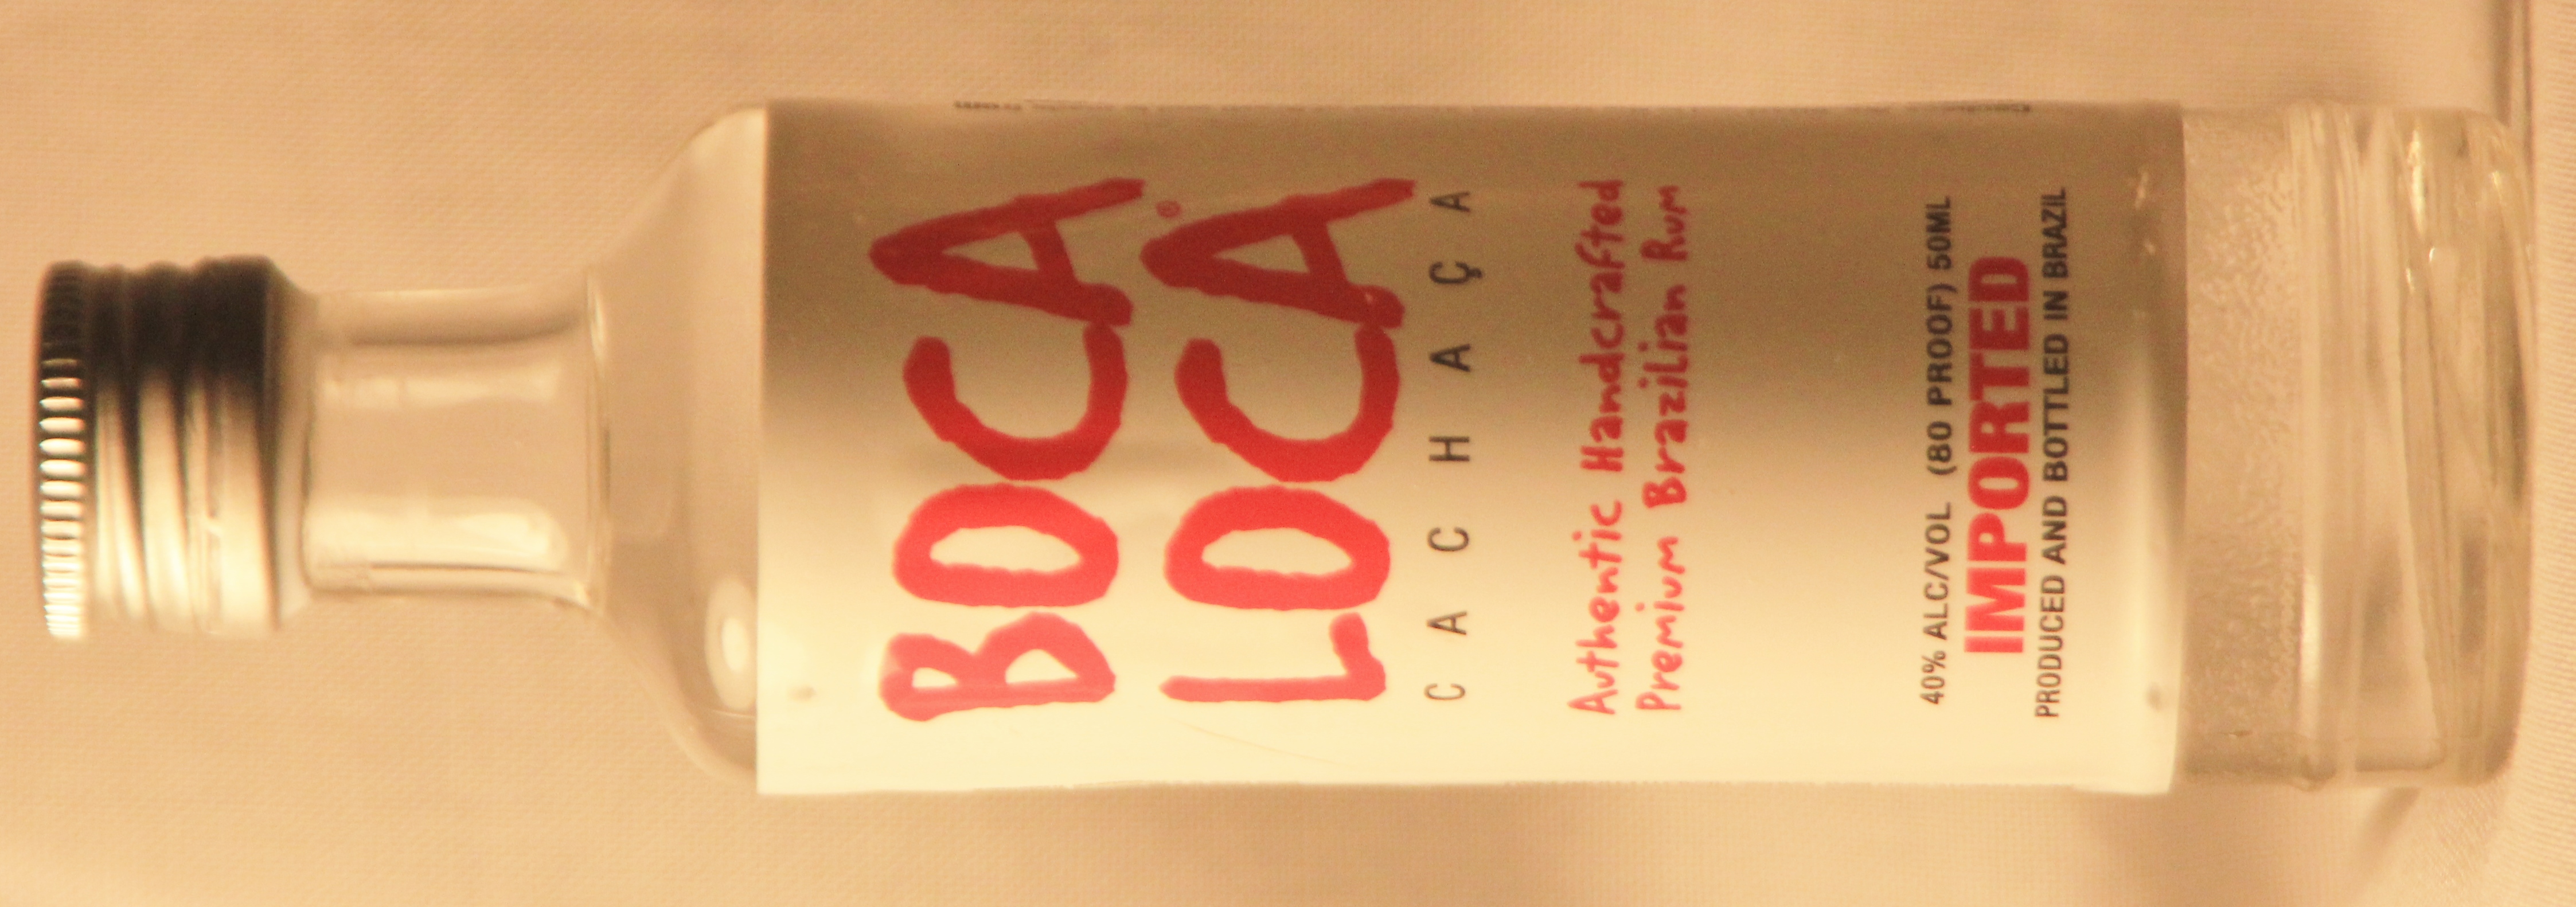 BOCA
LOCA®
CACHAÇA
Authentic Handcrafted
Premium Brazilian Rum
40% ALC/VOL (80 PROOF) 50ML
IMPORTED
PRODUCED AND BOTTLED IN BRAZIL